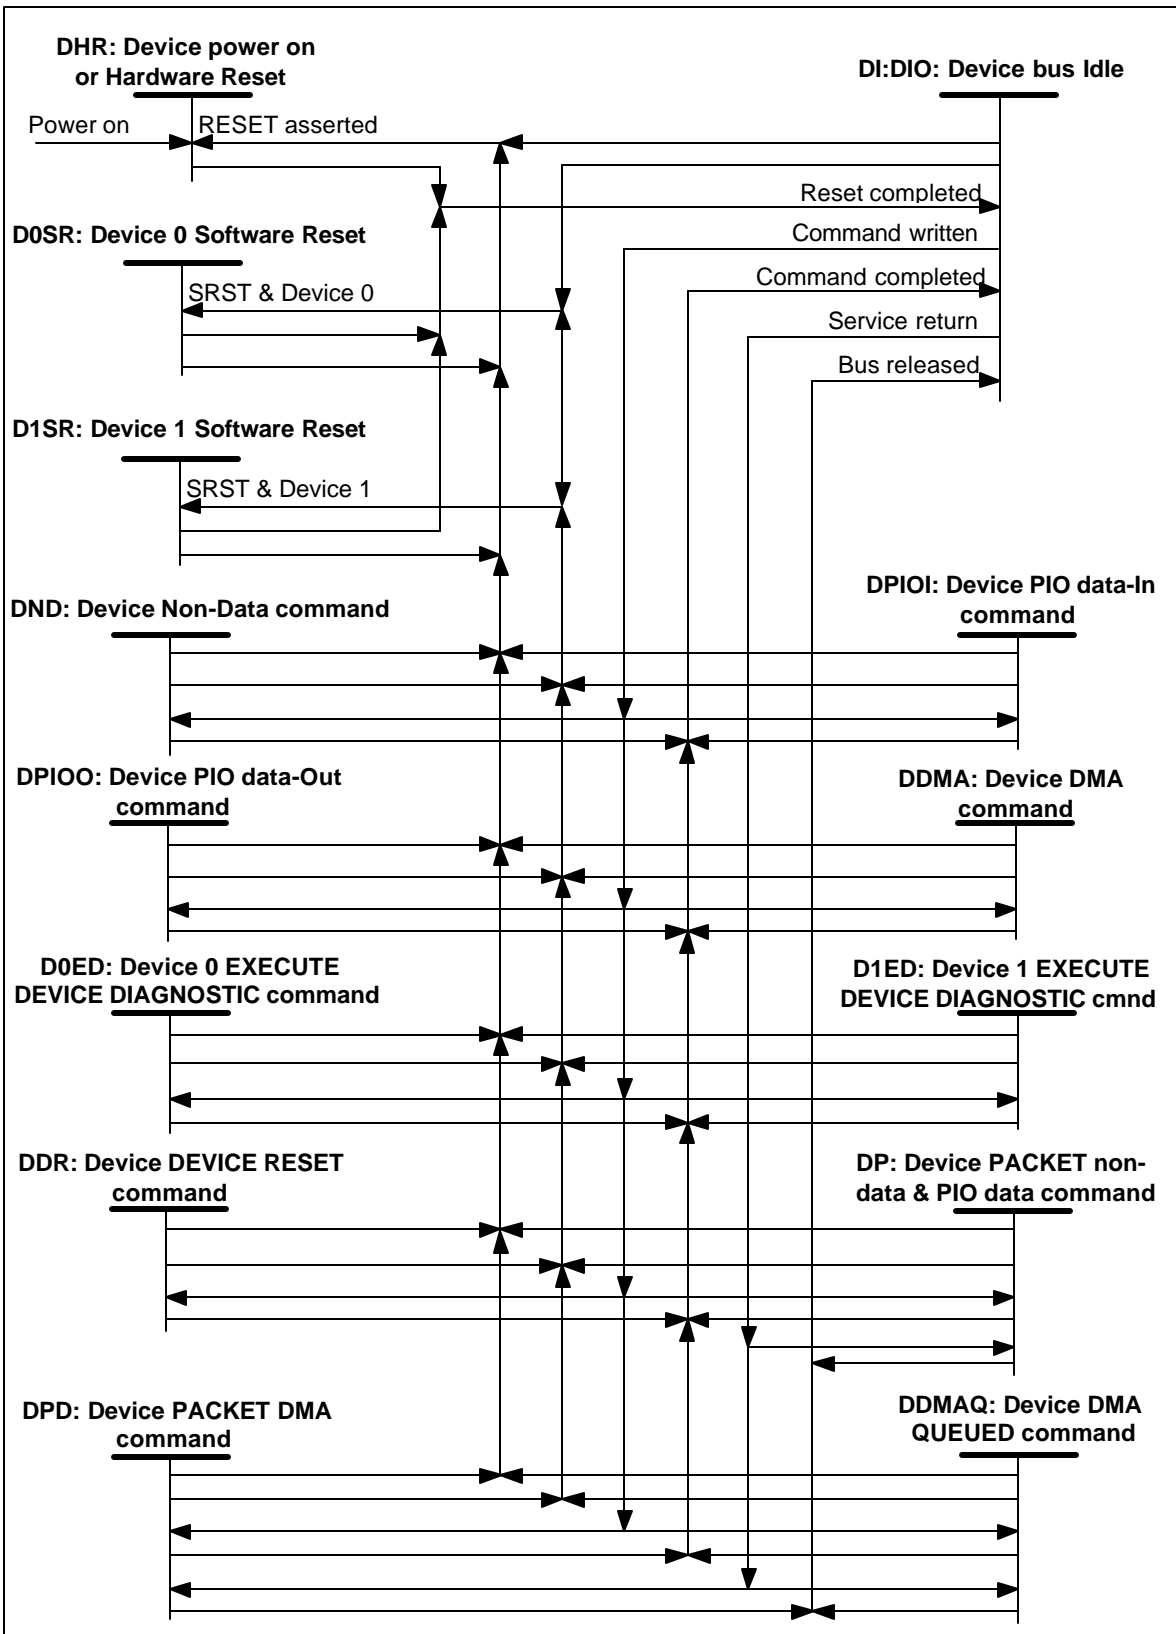 DHR: Device power on
or Hardware Reset
DI:DIO: Device bus Idle
Power on
RESET asserted
Reset completed
D0SR: Device 0 Software Reset
Command written
SRST & Device 0
Command completed
Service return
Bus released
D1SR: Device 1 Software Reset
SRST & Device 1
DND: Device Non-Data command
DPIOI: Device PIO data-In
command
DPIOO: Device PIO data-Out
command
DDMA: Device DMA
command
D0ED: Device 0 EXECUTE
DEVICE DIAGNOSTIC command
D1ED: Device 1 EXECUTE
DEVICE DIAGNOSTIC cmnd
DDR: Device DEVICE RESET
command
DP: Device PACKET non-
data & PIO data command
DPD: Device PACKET DMA
command
DDMAQ: Device DMA
QUEUED command